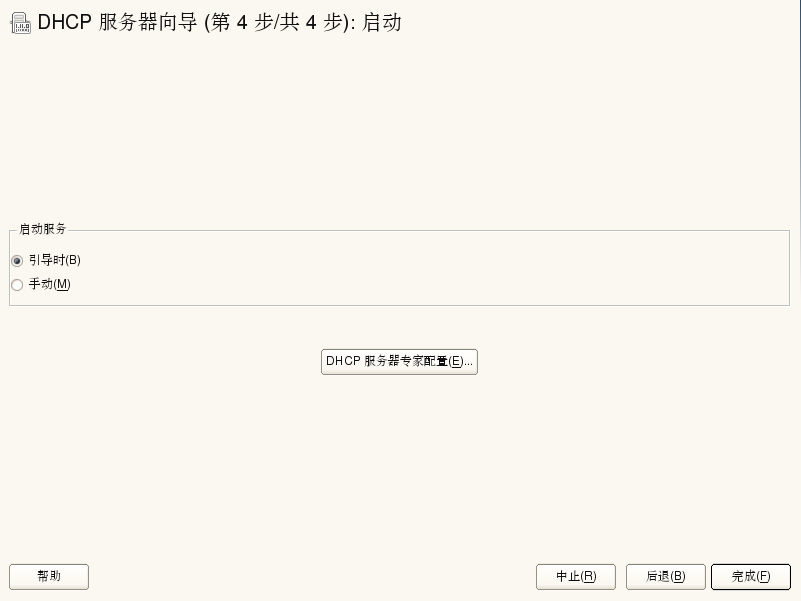 DHCP 服务器向导 (第 4 步/共 4 步): 启动
启动服务
引导时(B)
手动(M)
DHCP 服务器专家配置(E)...
帮助
中止(R)
后退(B)
完成(F)